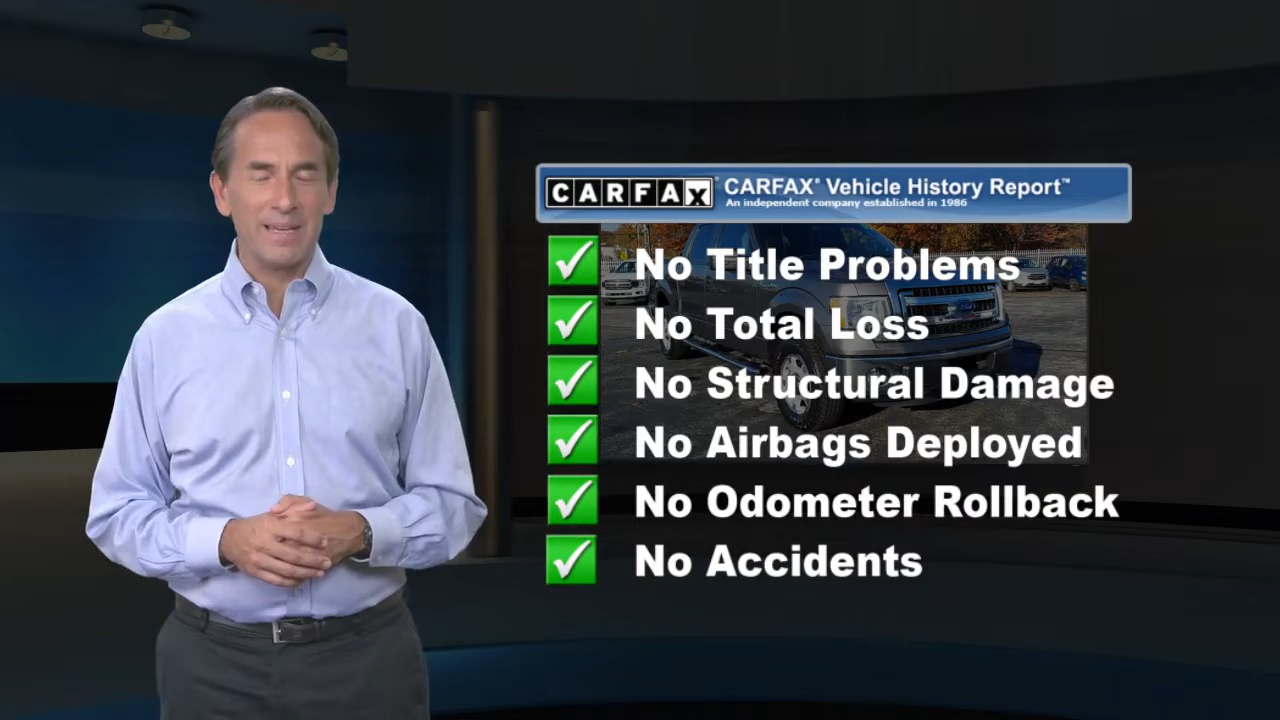 CARFAX® CARFAX® Vehicle History Report™
An independent company established in 1986
No Title Problems
No Total Loss
No Structural Damage
No Airbags Deployed
No Odometer Rollback
No Accidents